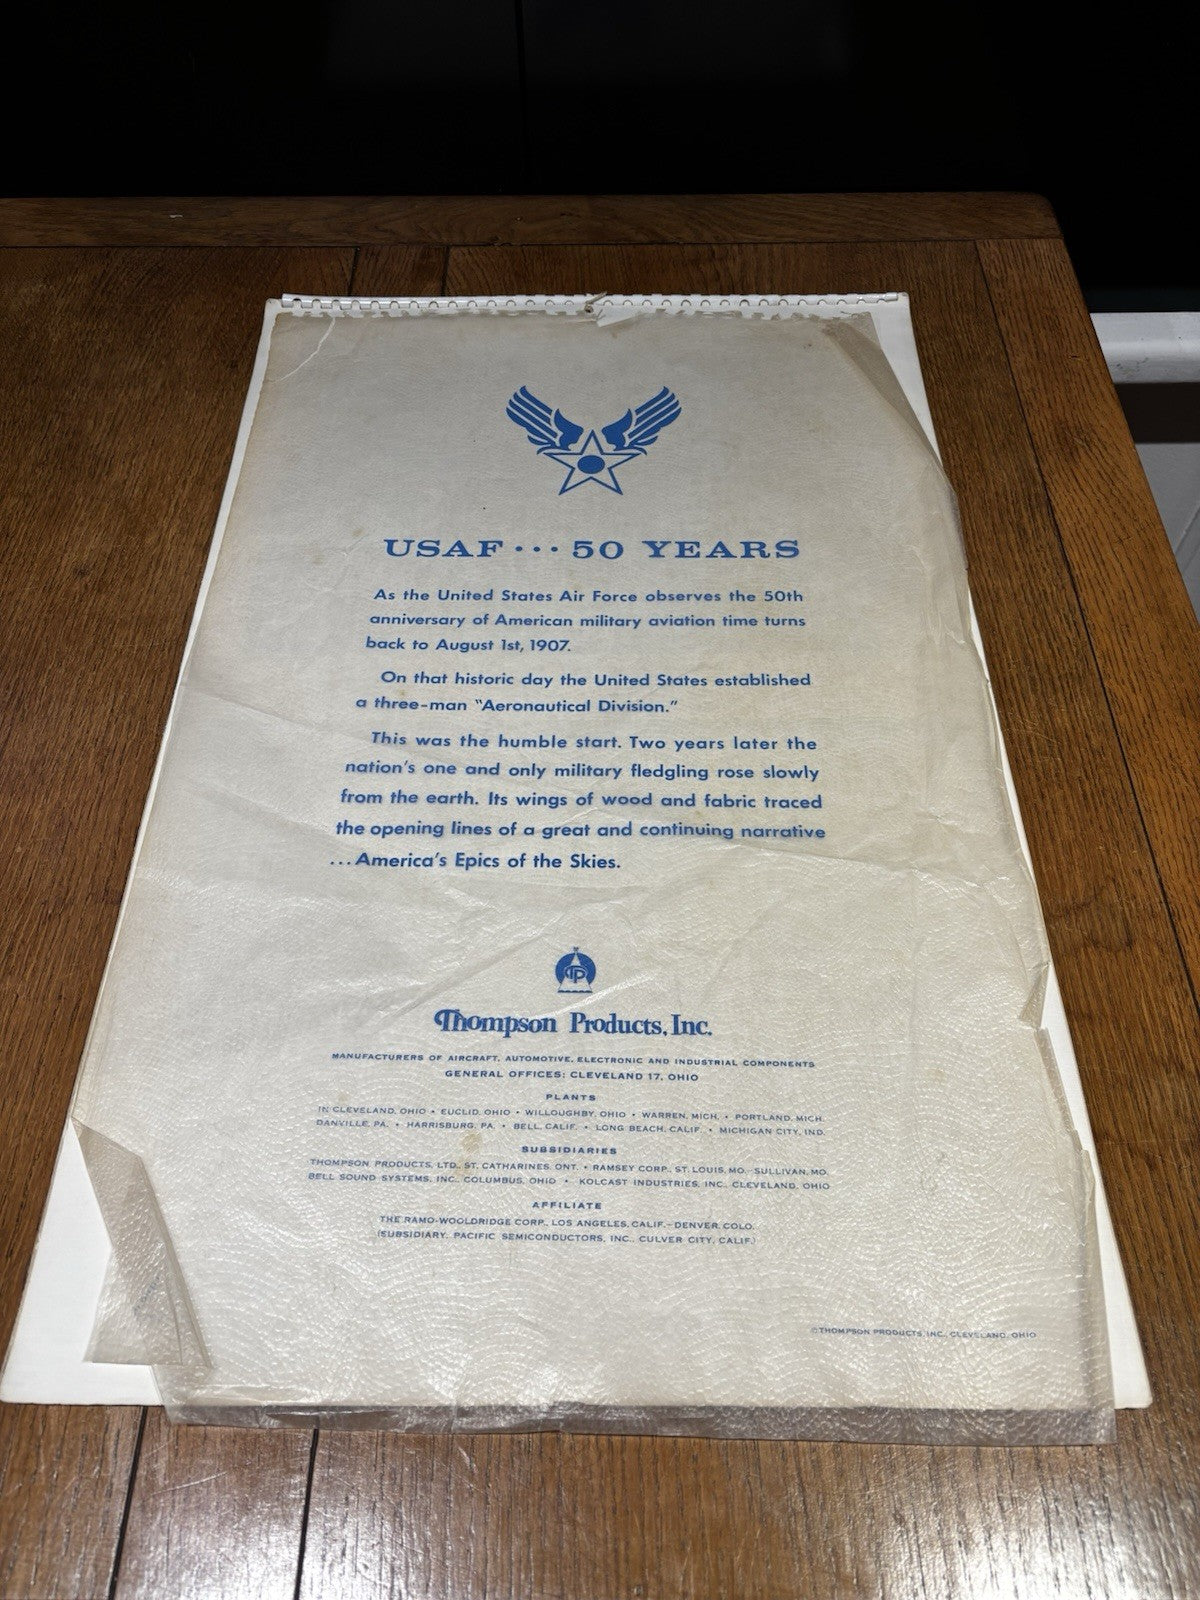 USAF ... 50 YEARS
As the United States Air Force observes the 50th
anniversary of American military aviation time turns
back to August 1st, 1907.
On that historic day the United States established
a three-man "Aeronautical Division."
This was the humble start. Two years later the
nation's one and only military fledgling rose slowly
from the earth. Its wings of wood and fabric traced
the opening lines of a great and continuing narrative
...America's Epics of the Skies.
TP
Thompson Products, Inc.
MANUFACTURERS OF AIRCRAFT, AUTOMOTIVE, ELECTRONIC AND INDUSTRIAL COMPONENTS
GENERAL OFFICES: CLEVELAND 17, OHIO
PLANTS
IN CLEVELAND, OHIO • EUCLID, OHIO • WILLOUGHBY, OHIO • WARREN, MICH. • PORTLAND, MICH.
DANVILLE, PA. • HARRISBURG, PA • BELL, CALIF. • LONG BEACH, CALIF. • MICHIGAN CITY, IND.
SUBSIDIARIES
THOMPSON PRODUCTS, LTD., ST. CATHARINES, ONT. • RAMSEY CORP., ST. LOUIS, MO.-SULLIVAN, MO.
BELL SOUND SYSTEMS, INC., COLUMBUS, OHIO • KOLCAST INDUSTRIES, INC., CLEVELAND, OHIO
AFFILIATE
THE RAMO-WOOLDRIDGE CORP., LOS ANGELES, CALIF.-DENVER, COLO.
(SUBSIDIARY, PACIFIC SEMICONDUCTORS, INC., CULVER CITY, CALIF.)
©THOMPSON PRODUCTS, INC., CLEVELAND, OHIO